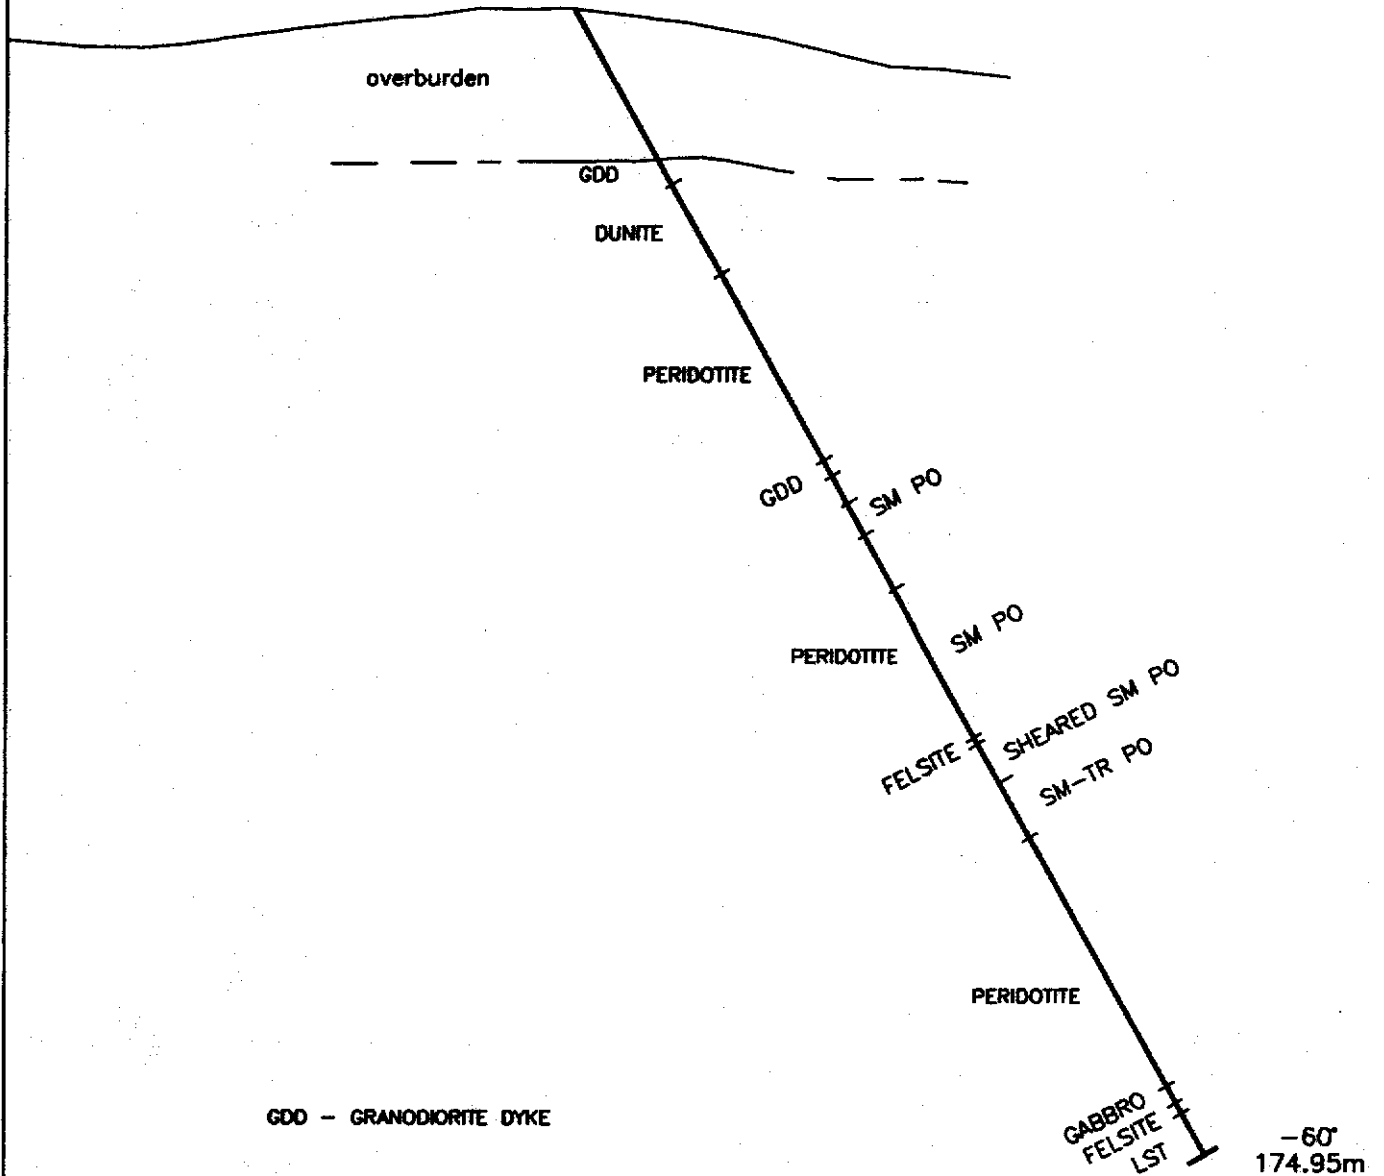 overburden
GDD
DUNITE
PERIDOTITE
GDD
SM PO
SM PO
PERIDOTITE
SHEARED SM PO
FELSITE
SM-TR PO
PERIDOTITE
GABBRO
FELSITE
LST
GDD - GRANODIORITE DYKE
-60°
174.95m